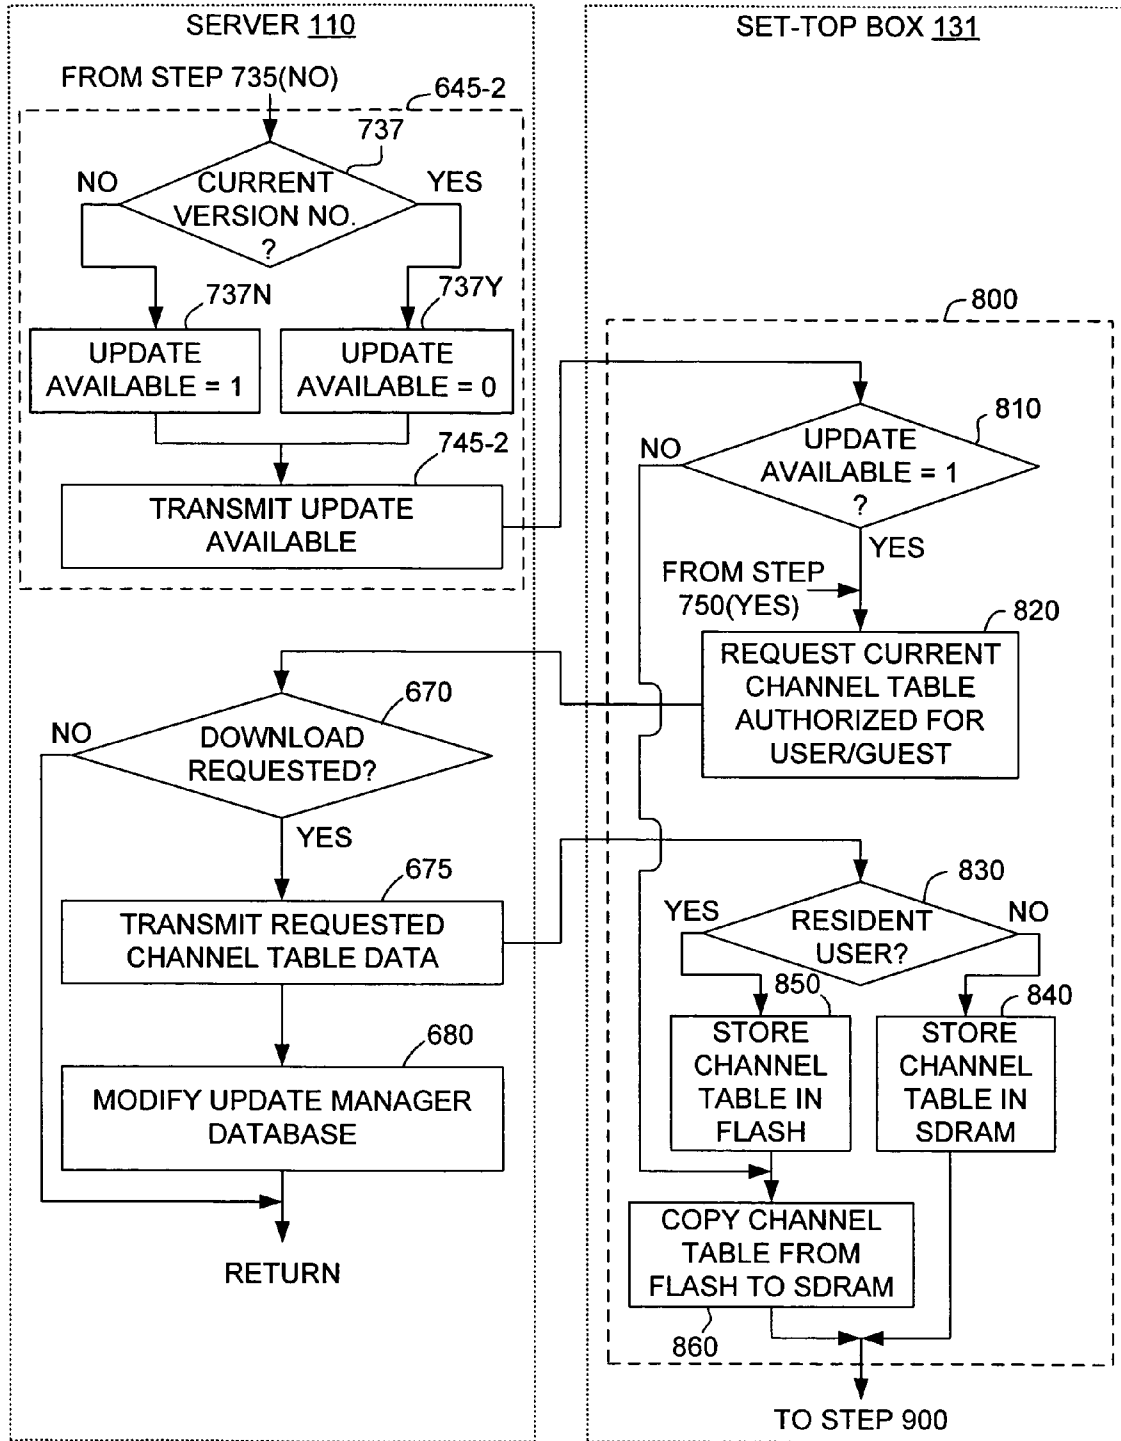 SERVER 110
FROM STEP 735(NO)
645-2
737
NO
YES
CURRENT
VERSION NO.
?
737N
737Y
UPDATE
AVAILABLE = 1
UPDATE
AVAILABLE = 0
745-2
TRANSMIT UPDATE
AVAILABLE
670
NO
DOWNLOAD
REQUESTED?
YES
675
TRANSMIT REQUESTED
CHANNEL TABLE DATA
680
MODIFY UPDATE MANAGER
DATABASE
RETURN
SET-TOP BOX 131
800
810
NO
UPDATE
AVAILABLE = 1
?
YES
FROM STEP
750(YES)
820
REQUEST CURRENT
CHANNEL TABLE
AUTHORIZED FOR
USER/GUEST
830
YES
NO
RESIDENT
USER?
850
840
STORE
CHANNEL
TABLE IN
FLASH
STORE
CHANNEL
TABLE IN
SDRAM
COPY CHANNEL
TABLE FROM
FLASH TO SDRAM
860
TO STEP 900